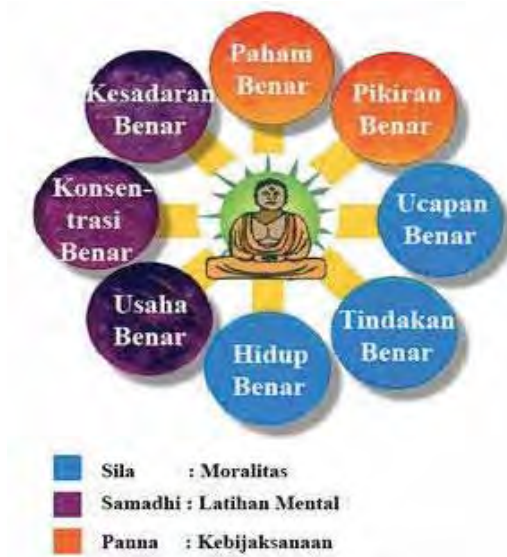 Paham
Benar
Pikiran
Benar
Ucapan
Benar
Tindakan
Benar
Hidup
Benar
Usaha
Benar
Konsen-
trasi
Benar
Kesadaran
Benar
Sila : Moralitas
Samadhi : Latihan Mental
Panna : Kebijaksanaan